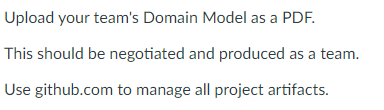 Upload your team's Domain Model as a PDF.
This should be negotiated and produced as a team.
Use github.com to manage all project artifacts.